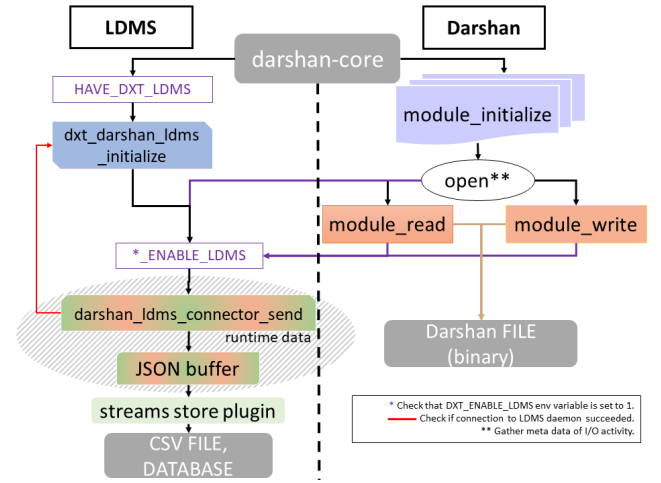 LDMS
Darshan
darshan-core
HAVE_DXT_LDMS
module_initialize
dxt_darshan_ldms
_initialize
open**
module_read
module_write
*_ENABLE_LDMS
darshan_ldms_connector_send
runtime data
Darshan FILE
(binary)
JSON buffer
streams store plugin
CSV FILE,
DATABASE
* Check that DXT_ENABLE_LDMS env variable is set to 1.
Check if connection to LDMS daemon succeeded.
** Gather meta data of I/O activity.